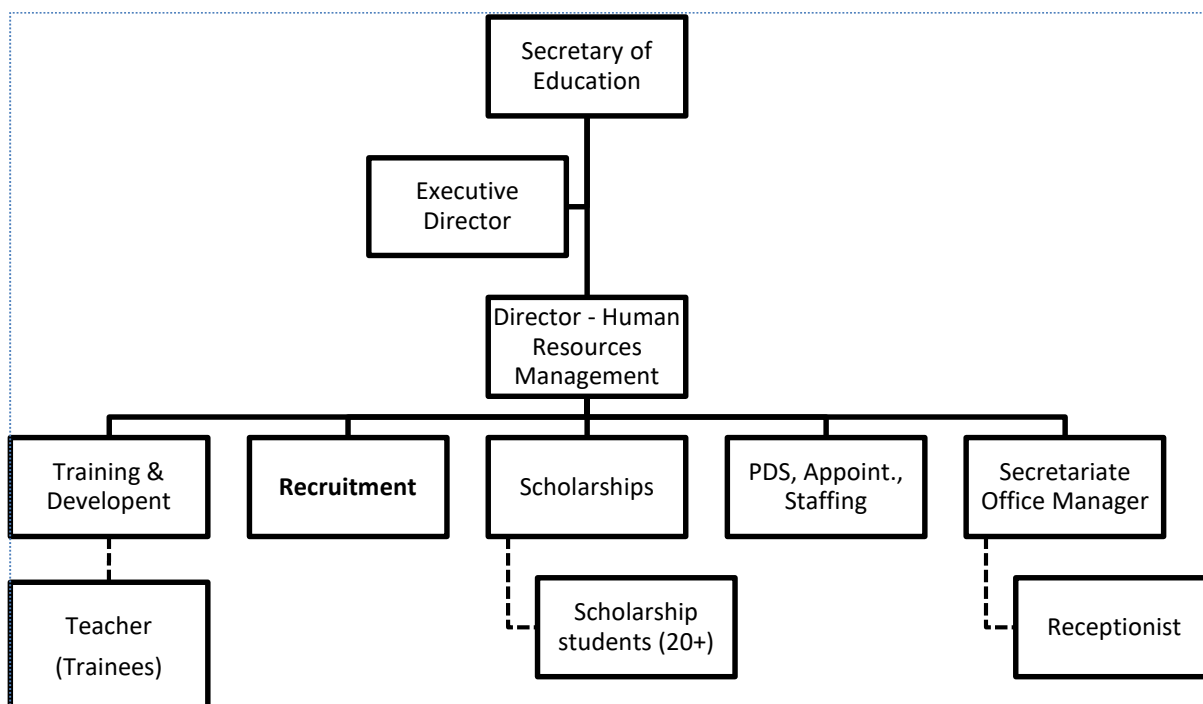 Secretary of
Education
Executive
Director
Director - Human
Resources
Management
Training &
Developent
Recruitment
Scholarships
PDS, Appoint.,
Staffing
Secretariate
Office Manager
Teacher
(Trainees)
Scholarship
students (20+)
Receptionist